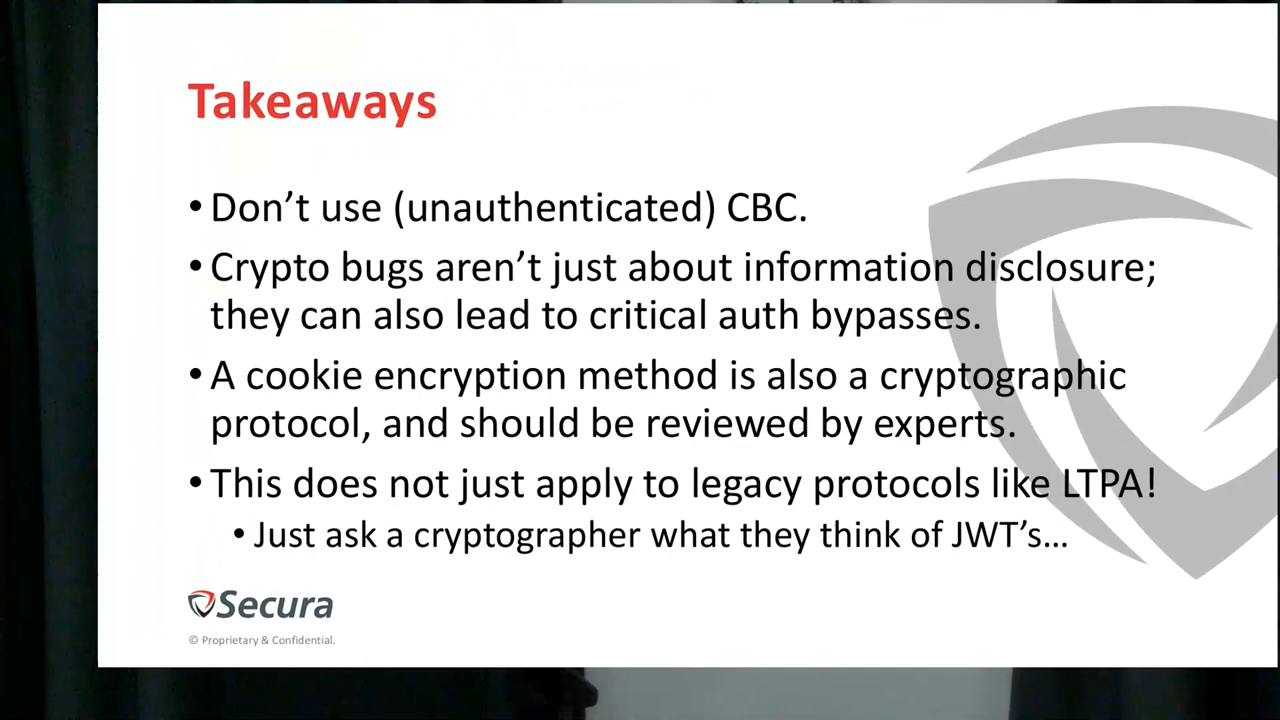 Takeaways
• Don’t use (unauthenticated) CBC.
• Crypto bugs aren’t just about information disclosure;
they can also lead to critical auth bypasses.
• A cookie encryption method is also a cryptographic
protocol, and should be reviewed by experts.
• This does not just apply to legacy protocols like LTPA!
• Just ask a cryptographer what they think of JWT’s…
Secura
© Proprietary & Confidential.